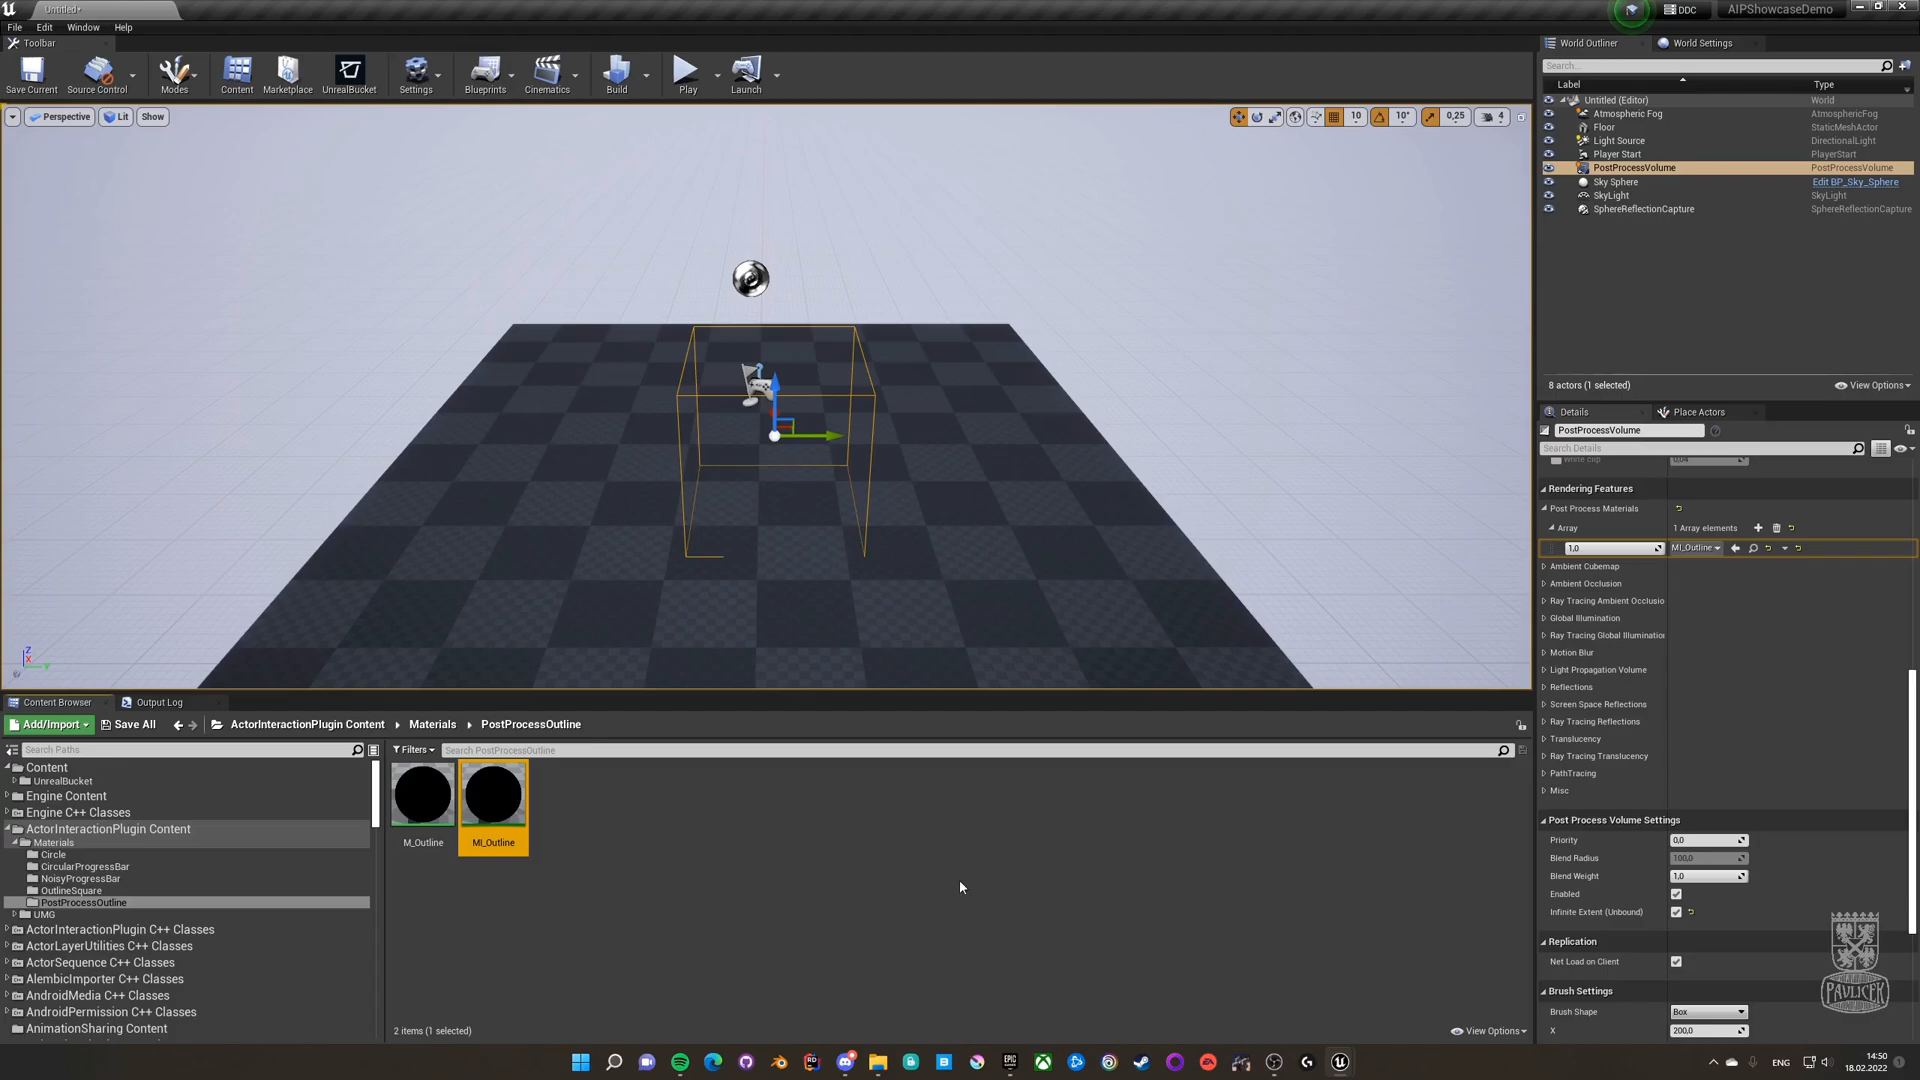 Untitled*
DDC
AIPShowcaseDemo
File Edit Window Help
Toolbar
World Outliner
World Settings
Save Current
Source Control
Modes
Content
Marketplace
UnrealBucket
Settings
Blueprints
Cinematics
Build
Play
Launch
Search...
Label Type
Untitled (Editor) World
Atmospheric Fog AtmosphericFog
Floor StaticMeshActor
Light Source DirectionalLight
Player Start PlayerStart
PostProcessVolume PostProcessVolume
Sky Sphere Edit BP_Sky_Sphere
SkyLight SkyLight
SphereReflectionCapture SphereReflectionCapture
8 actors (1 selected) View Options
Perspective Lit Show
10 10° 0,25 4
Z
X
Y
Details
Place Actors
PostProcessVolume
Search Details
White clip 0,04
Rendering Features
Post Process Materials
Array 1 Array elements
1,0 MI_Outline
Ambient Cubemap
Ambient Occlusion
Ray Tracing Ambient Occlusio
Global Illumination
Ray Tracing Global Illumination
Motion Blur
Light Propagation Volume
Reflections
Screen Space Reflections
Ray Tracing Reflections
Translucency
Ray Tracing Translucency
PathTracing
Misc
Post Process Volume Settings
Priority 0,0
Blend Radius 100,0
Blend Weight 1,0
Enabled
Infinite Extent (Unbound)
Replication
Net Load on Client
Brush Settings
Brush Shape Box
X 200,0
PAVLICEK
Content Browser
Output Log
Add/Import Save All ActorInteractionPlugin Content Materials PostProcessOutline
Search Paths
Filters Search PostProcessOutline
Content
UnrealBucket
Engine Content
Engine C++ Classes
ActorInteractionPlugin Content
Materials
Circle
CircularProgressBar
NoisyProgressBar
OutlineSquare
PostProcessOutline
UMG
ActorInteractionPlugin C++ Classes
ActorLayerUtilities C++ Classes
ActorSequence C++ Classes
AlembicImporter C++ Classes
AndroidMedia C++ Classes
AndroidPermission C++ Classes
AnimationSharing Content
M_Outline
MI_Outline
2 items (1 selected) View Options
ENG
14:50
18.02.2022